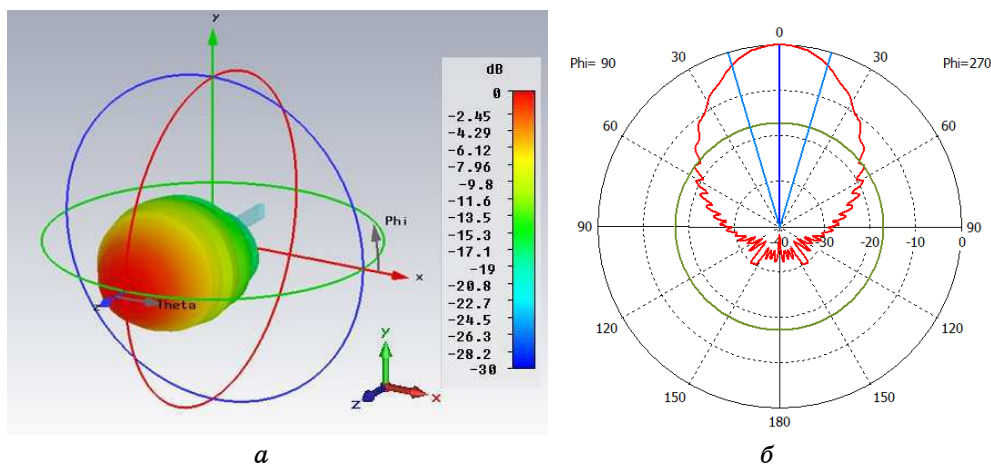 y
dB
0
-2.45
-4.29
-6.12
-7.96
-9.8
-11.6
-13.5
-15.3
-17.1
-19
-20.8
-22.7
-24.5
-26.3
-28.2
-30
Phi
x
z
Theta
y
z
x
а
0
Phi= 90
30
30
Phi=270
60
60
90
-40
-30
-20
-10
0
90
120
120
150
150
180
б